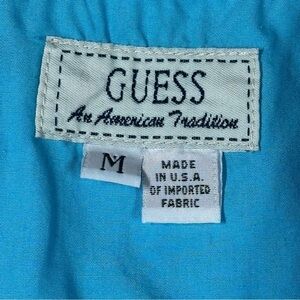 GUESS
An American Tradition
M
MADE
IN U.S.A.
OF IMPORTED
FABRIC